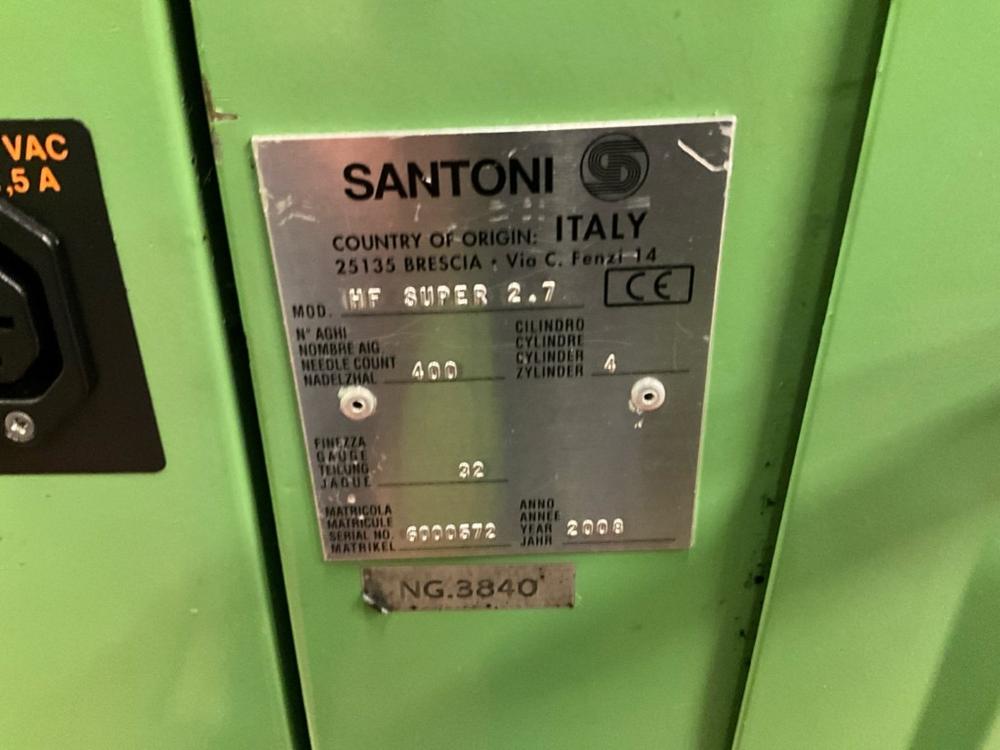 VAC
,5 A
SANTONI
COUNTRY OF ORIGIN: ITALY
25135 BRESCIA • Via C. Fenzi 14
MOD. HF SUPER 2.7
CE
N° AGHI
NOMBRE AIG
NEEDLE COUNT
NADELZHAL 400
CILINDRO
CYLINDRE
CYLINDER
ZYLINDER 4
FINEZZA
GAUGE
TEILUNG
JAQUE 32
MATRICOLA
MATRICULE
SERIAL NO.
MATRIKEL 6000572
ANNO
ANNEE
YEAR
JAHR 2008
NG.3840